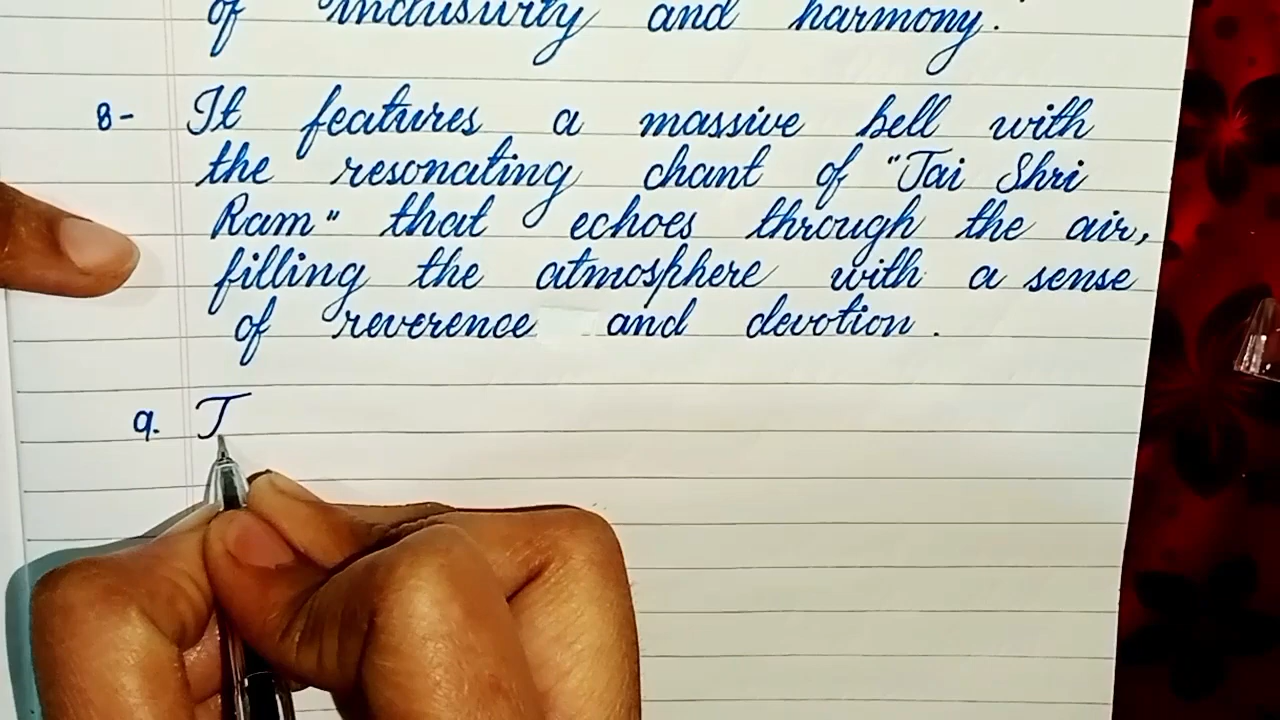 of inclusivity and harmony.
8- It features a massive bell with
the resonating chant of "Jai Shri
Ram" that echoes through the air,
filling the atmosphere with a sense
of reverence and devotion.
9. T